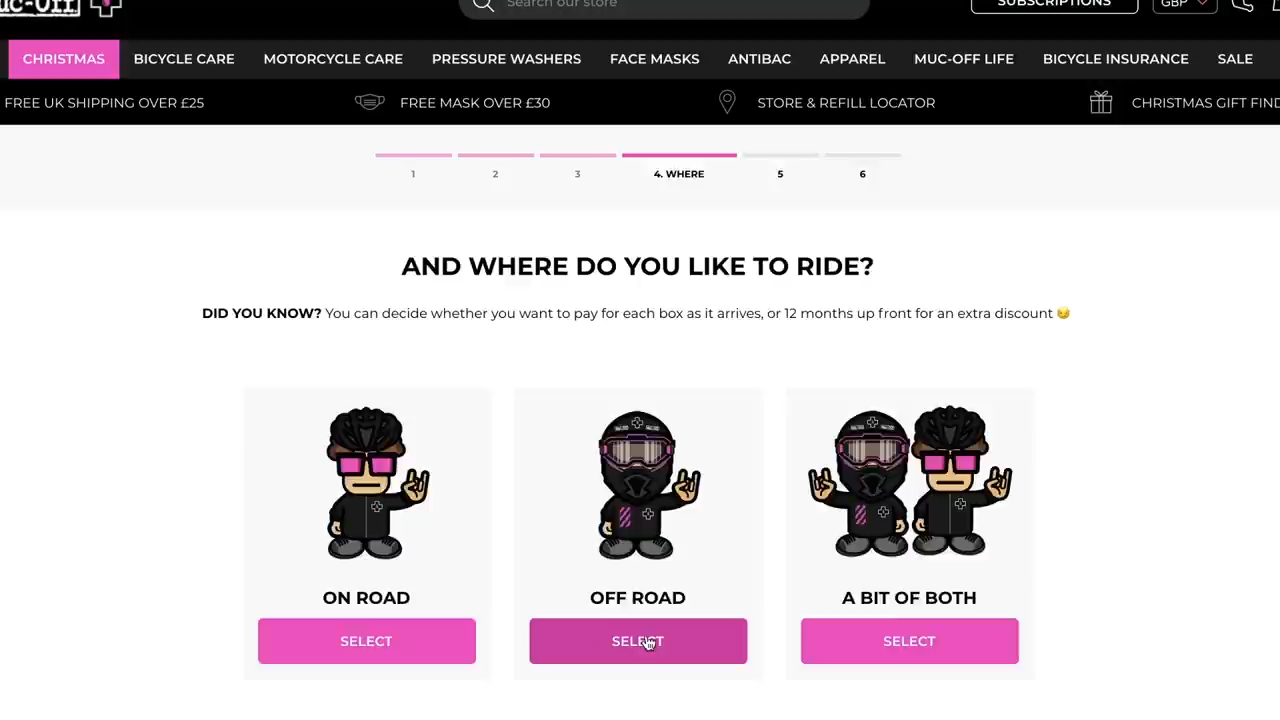 Muc-Off
Search our store
SUBSCRIPTIONS
GBP
CHRISTMAS BICYCLE CARE MOTORCYCLE CARE PRESSURE WASHERS FACE MASKS ANTIBAC APPAREL MUC-OFF LIFE BICYCLE INSURANCE SALE
FREE UK SHIPPING OVER £25 FREE MASK OVER £30 STORE & REFILL LOCATOR CHRISTMAS GIFT FIND
1 2 3 4. WHERE 5 6
AND WHERE DO YOU LIKE TO RIDE?
DID YOU KNOW? You can decide whether you want to pay for each box as it arrives, or 12 months up front for an extra discount 😏
ON ROAD OFF ROAD A BIT OF BOTH
SELECT SELECT SELECT